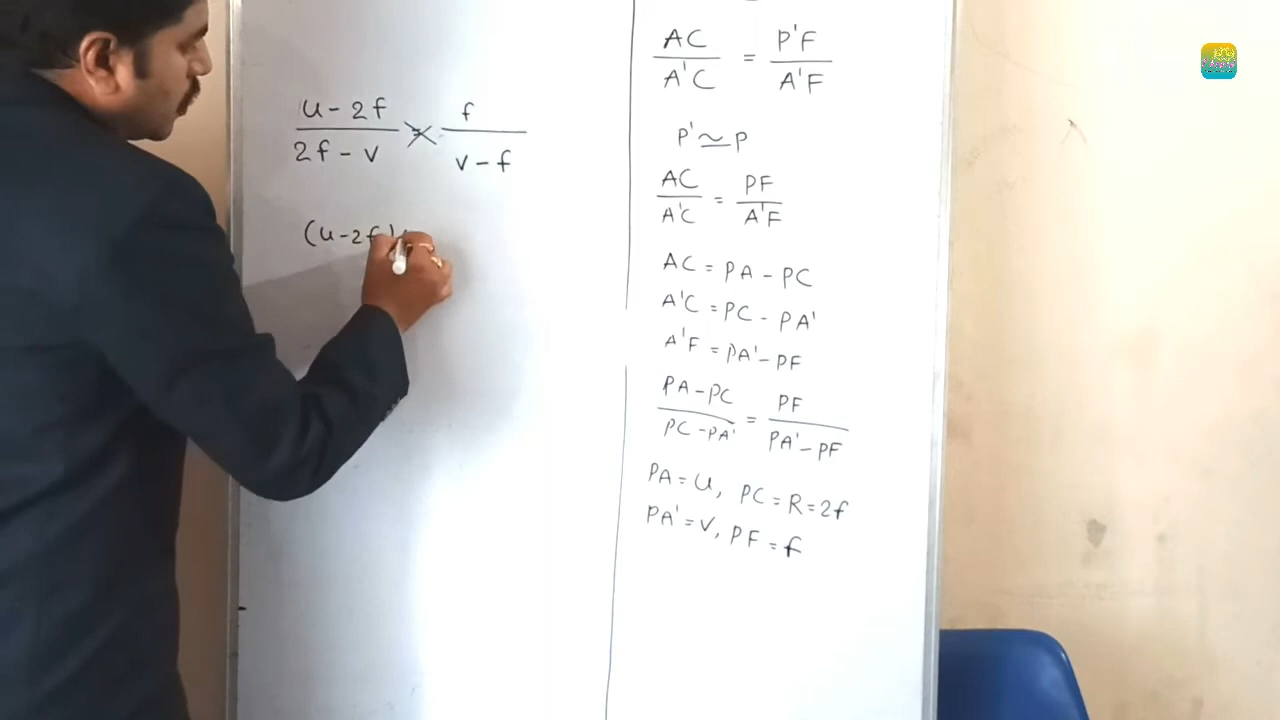 u - 2f / 2f - v = f / v - f
(u-2f)(
AC / A'C = P'F / A'F
P' ≃ P
AC / A'C = PF / A'F
AC = PA - PC
A'C = PC - PA'
A'F = PA' - PF
PA - PC / PC - PA' = PF / PA' - PF
PA = u, PC = R = 2f
PA' = v, PF = f